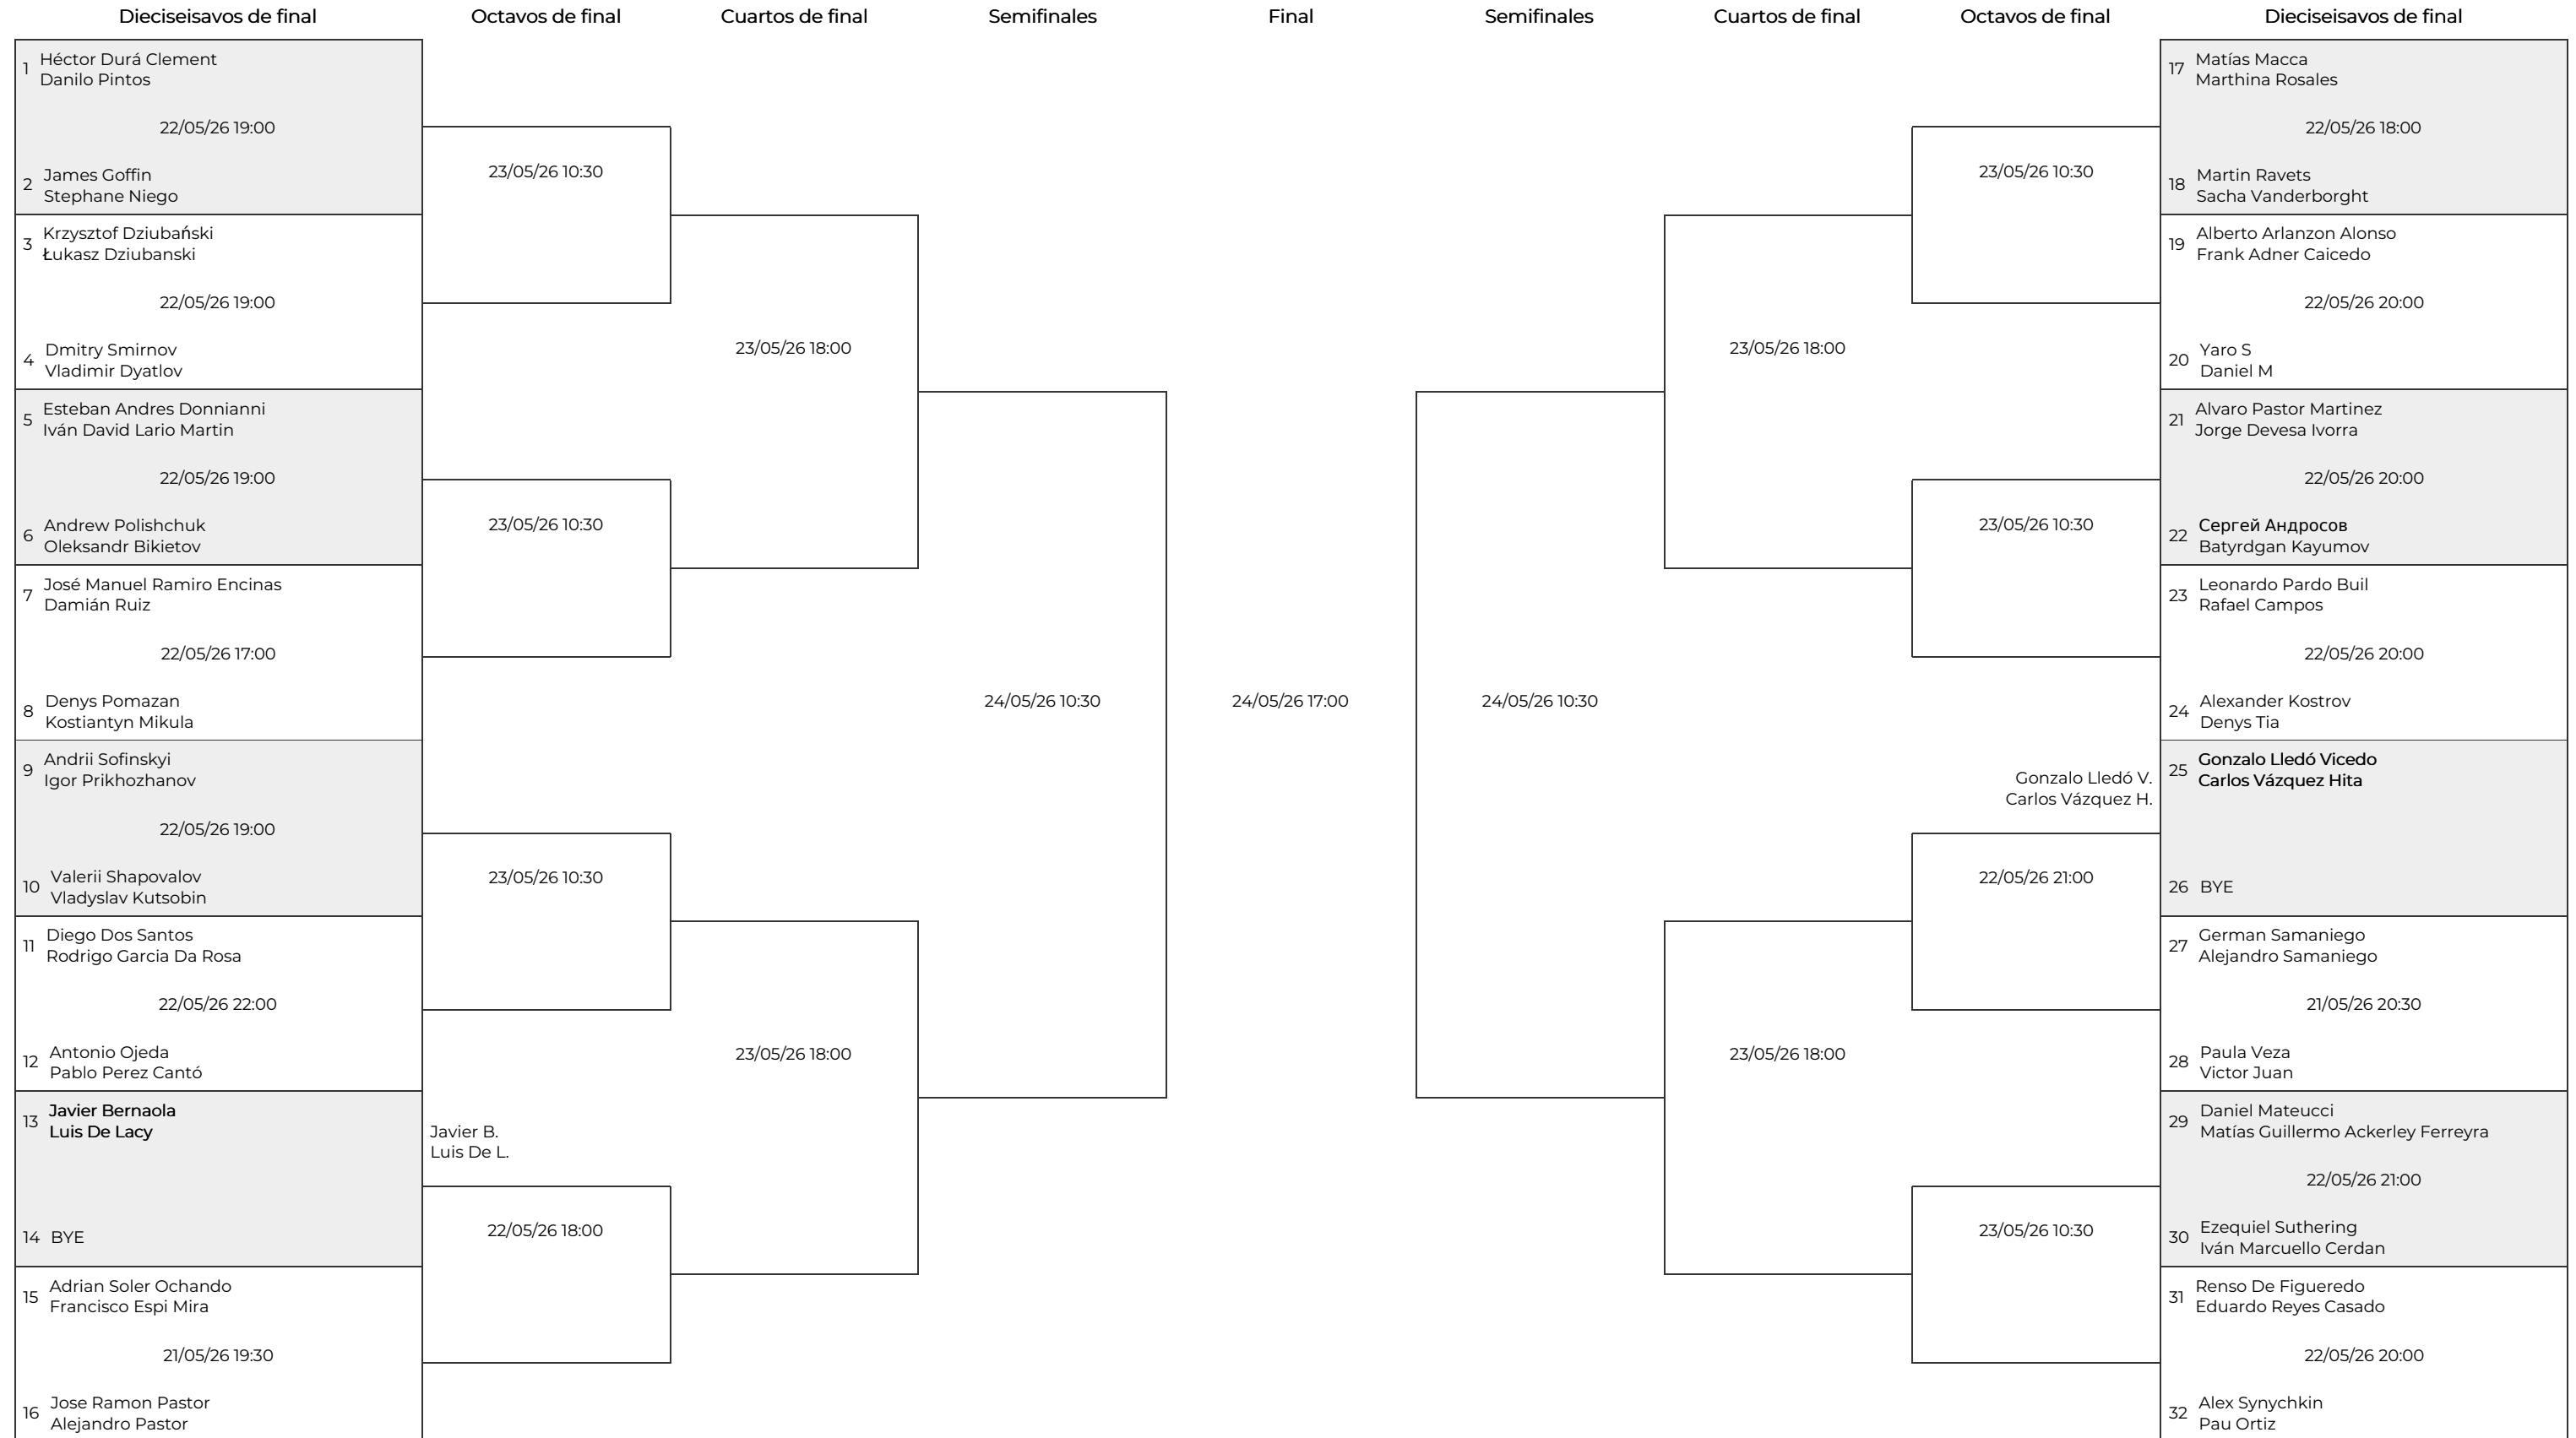 Dieciseisavos de final
Octavos de final
Cuartos de final
Semifinales
Final
Semifinales
Cuartos de final
Octavos de final
Dieciseisavos de final
1
Héctor Durá Clement
Danilo Pintos
22/05/26 19:00
2
James Goffin
Stephane Niego
3
Krzysztof Dziubański
Łukasz Dziubanski
22/05/26 19:00
4
Dmitry Smirnov
Vladimir Dyatlov
5
Esteban Andres Donnianni
Iván David Lario Martin
22/05/26 19:00
6
Andrew Polishchuk
Oleksandr Bikietov
7
José Manuel Ramiro Encinas
Damián Ruiz
22/05/26 17:00
8
Denys Pomazan
Kostiantyn Mikula
9
Andrii Sofinskyi
Igor Prikhozhanov
22/05/26 19:00
10
Valerii Shapovalov
Vladyslav Kutsobin
11
Diego Dos Santos
Rodrigo Garcia Da Rosa
22/05/26 22:00
12
Antonio Ojeda
Pablo Perez Cantó
13
Javier Bernaola
Luis De Lacy
14
BYE
15
Adrian Soler Ochando
Francisco Espi Mira
21/05/26 19:30
16
Jose Ramon Pastor
Alejandro Pastor
23/05/26 10:30
23/05/26 10:30
23/05/26 10:30
Javier B.
Luis De L.
22/05/26 18:00
23/05/26 18:00
23/05/26 18:00
24/05/26 10:30
24/05/26 17:00
24/05/26 10:30
23/05/26 18:00
23/05/26 18:00
23/05/26 10:30
23/05/26 10:30
Gonzalo Lledó V.
Carlos Vázquez H.
22/05/26 21:00
23/05/26 10:30
17
Matías Macca
Marthina Rosales
22/05/26 18:00
18
Martin Ravets
Sacha Vanderborght
19
Alberto Arlanzon Alonso
Frank Adner Caicedo
22/05/26 20:00
20
Yaro S
Daniel M
21
Alvaro Pastor Martinez
Jorge Devesa Ivorra
22/05/26 20:00
22
Сергей Андросов
Batyrdgan Kayumov
23
Leonardo Pardo Buil
Rafael Campos
22/05/26 20:00
24
Alexander Kostrov
Denys Tia
25
Gonzalo Lledó Vicedo
Carlos Vázquez Hita
26
BYE
27
German Samaniego
Alejandro Samaniego
21/05/26 20:30
28
Paula Veza
Victor Juan
29
Daniel Mateucci
Matías Guillermo Ackerley Ferreyra
22/05/26 21:00
30
Ezequiel Suthering
Iván Marcuello Cerdan
31
Renso De Figueredo
Eduardo Reyes Casado
22/05/26 20:00
32
Alex Synychkin
Pau Ortiz